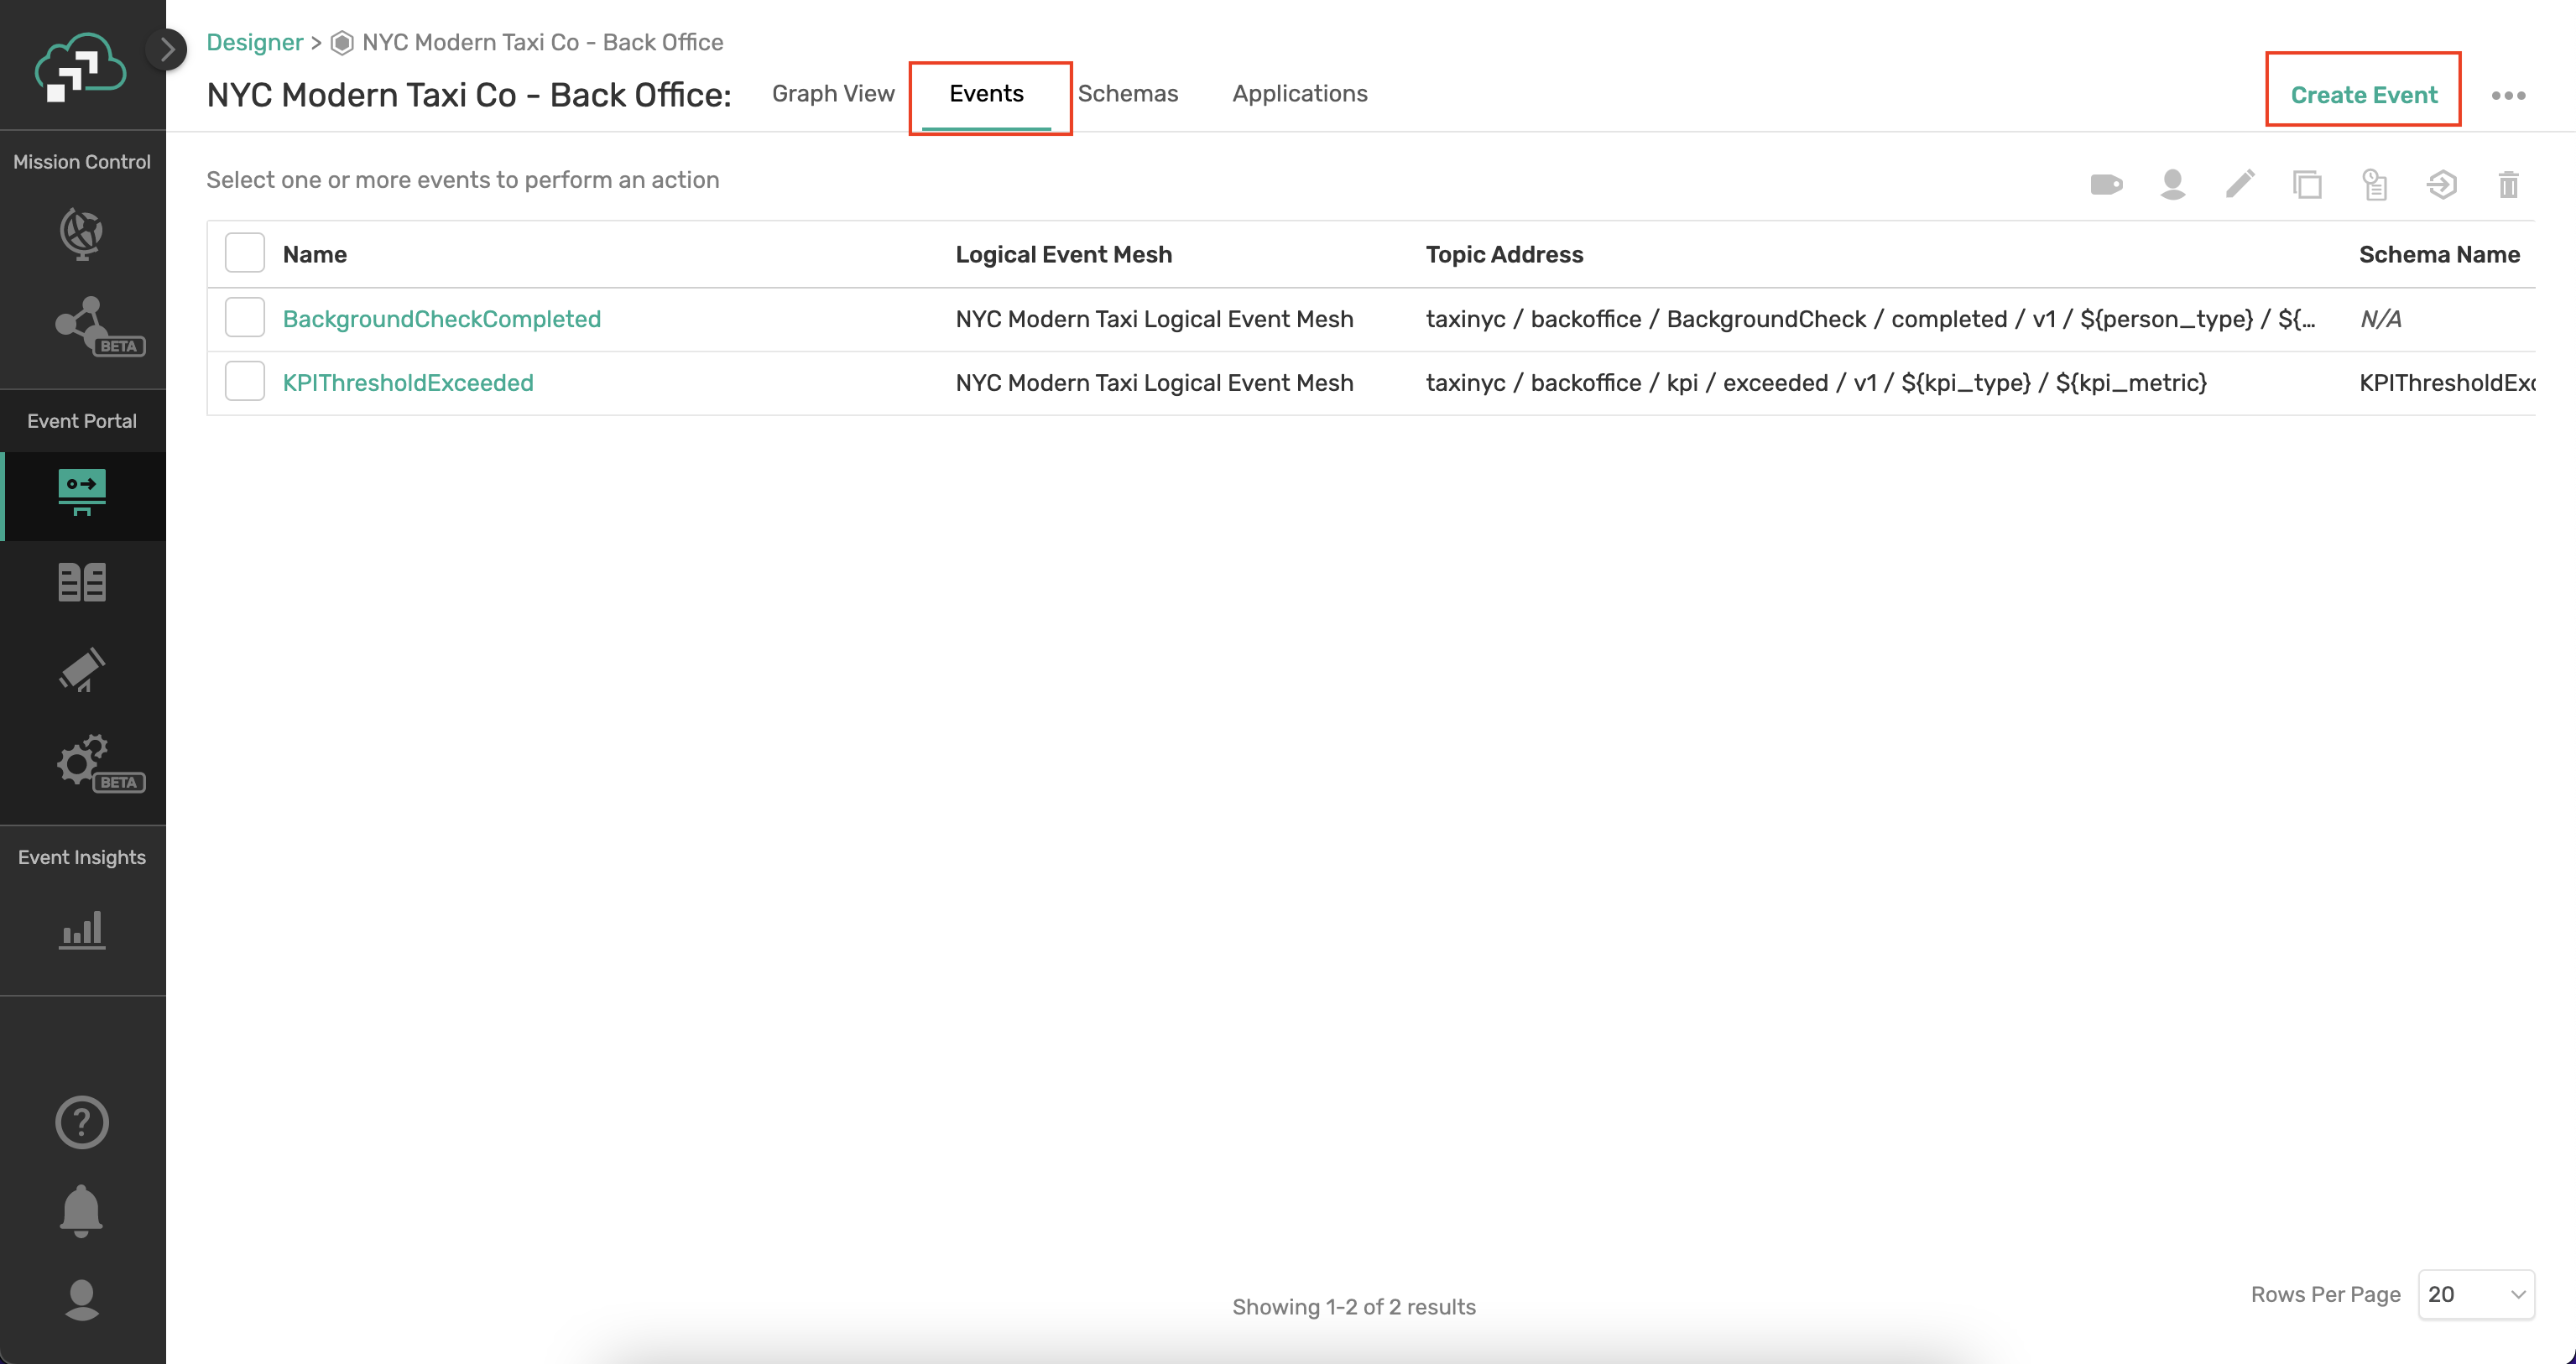 Designer > NYC Modern Taxi Co - Back Office
NYC Modern Taxi Co - Back Office: Graph View Events Schemas Applications Create Event
Mission Control
Select one or more events to perform an action
Name Logical Event Mesh Topic Address Schema Name
BackgroundCheckCompleted NYC Modern Taxi Logical Event Mesh taxinyc / backoffice / BackgroundCheck / completed / v1 / ${person_type} / ${... N/A
BETA
KPIThresholdExceeded NYC Modern Taxi Logical Event Mesh taxinyc / backoffice / kpi / exceeded / v1 / ${kpi_type} / ${kpi_metric} KPIThresholdExc
Event Portal
BETA
Event Insights
Showing 1-2 of 2 results
Rows Per Page 20